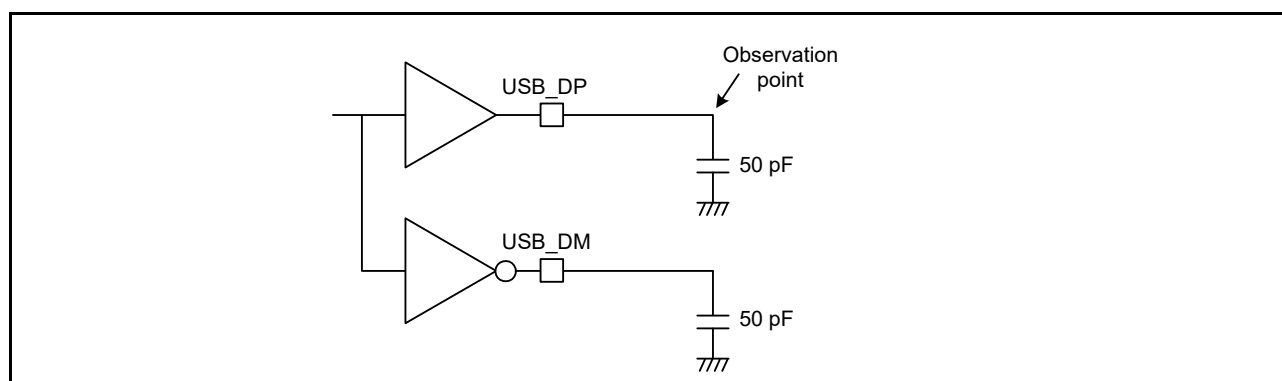 Observation
point
USB_DP
50 pF
USB_DM
50 pF